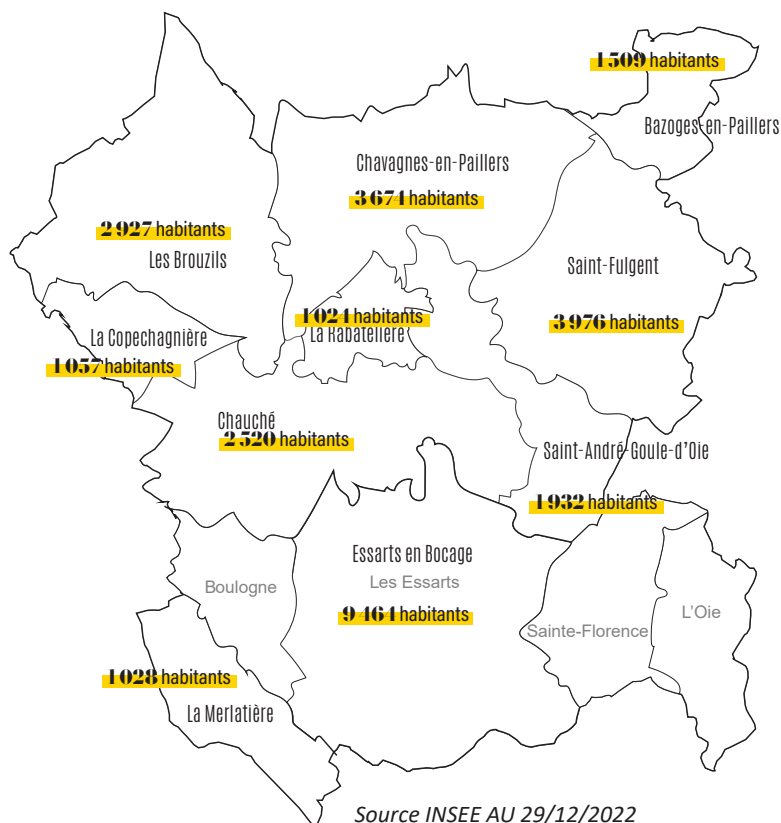 1 509 habitants
Bazoges-en-Paillers
Chavagnes-en-Paillers
3 674 habitants
2 927 habitants
Les Brouzils
Saint-Fulgent
3 976 habitants
1 024 habitants
La Rabatelière
La Copechagnière
1 057 habitants
Chauché
2 520 habitants
Saint-André-Goule-d'Oie
1 932 habitants
Essarts en Bocage
Les Essarts
9 464 habitants
Boulogne
Sainte-Florence
L'Oie
1 028 habitants
La Merlatière
Source INSEE AU 29/12/2022